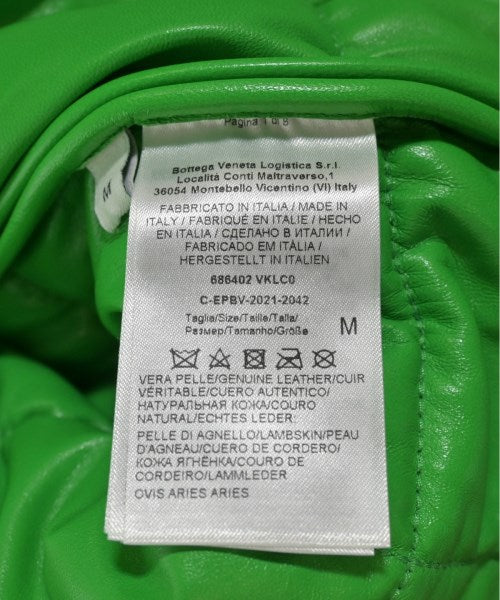 Pagina 1 di 8
Bottega Veneta Logistica S.r.l.
Località Conti Maltraverso,1
36054 Montebello Vicentino (VI) Italy
FABBRICATO IN ITALIA / MADE IN
ITALY / FABRIQUÉ EN ITALIE / HECHO
EN ITALIA / СДЕЛАНО В ИТАЛИИ /
FABRICADO EM ITÀLIA /
HERGESTELLT IN ITALIEN
686402 VKLC0
C-EPBV-2021-2042
Taglia/Size/Taille/Talla/
Размер/Tamanho/Größe
M
VERA PELLE/GENUINE LEATHER/CUIR
VÉRITABLE/CUERO AUTENTICO/
НАТУРАЛЬНАЯ КОЖА/COURO
NATURAL/ECHTES LEDER:
PELLE DI AGNELLO/LAMBSKIN/PEAU
D'AGNEAU/CUERO DE CORDERO/
КОЖА ЯГНЁНКА/COURO DE
CORDEIRO/LAMMLEDER
OVIS ARIES ARIES
M